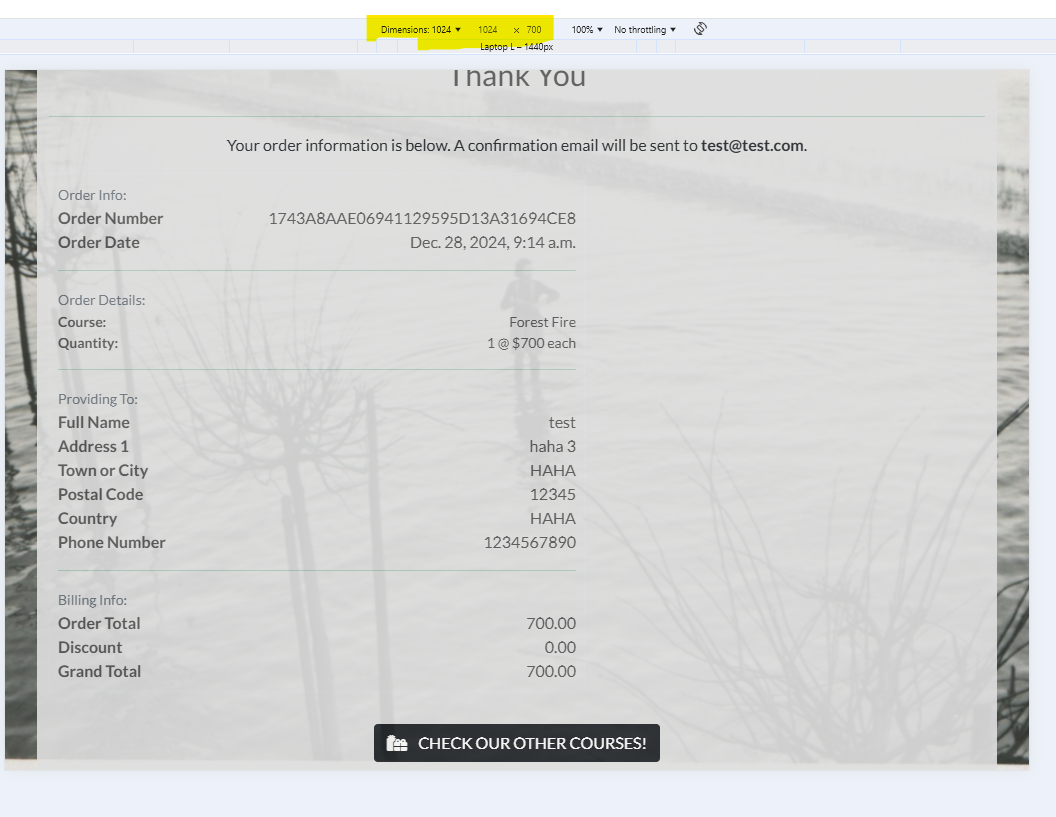 Dimensions: 1024 ▼ 1024 × 700 100% ▼ No throttling ▼
Laptop L – 1440px
Thank You
Your order information is below. A confirmation email will be sent to test@test.com.
Order Info:
Order Number 1743A8AAE06941129595D13A31694CE8
Order Date Dec. 28, 2024, 9:14 a.m.
Order Details:
Course: Forest Fire
Quantity: 1 @ $700 each
Providing To:
Full Name test
Address 1 haha 3
Town or City HAHA
Postal Code 12345
Country HAHA
Phone Number 1234567890
Billing Info:
Order Total 700.00
Discount 0.00
Grand Total 700.00
CHECK OUR OTHER COURSES!